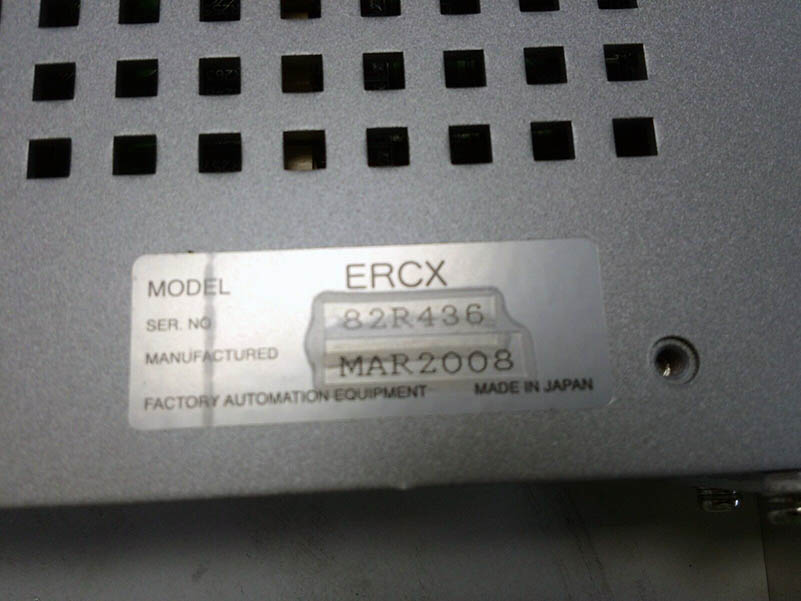 MODEL ERCX
SER. NO 82R436
MANUFACTURED MAR2008
FACTORY AUTOMATION EQUIPMENT MADE IN JAPAN